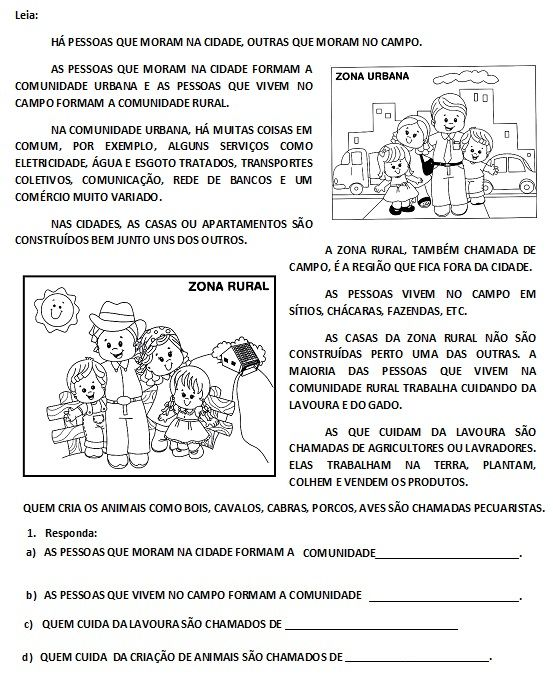 Leia:
HÁ PESSOAS QUE MORAM NA CIDADE, OUTRAS QUE MORAM NO CAMPO.
AS PESSOAS QUE MORAM NA CIDADE FORMAM A
COMUNIDADE URBANA E AS PESSOAS QUE VIVEM NO
CAMPO FORMAM A COMUNIDADE RURAL.
NA COMUNIDADE URBANA, HÁ MUITAS COISAS EM
COMUM, POR EXEMPLO, ALGUNS SERVIÇOS COMO
ELETRICIDADE, ÁGUA E ESGOTO TRATADOS, TRANSPORTES
COLETIVOS, COMUNICAÇÃO, REDE DE BANCOS E UM
COMÉRCIO MUITO VARIADO.
NAS CIDADES, AS CASAS OU APARTAMENTOS SÃO
CONSTRUÍDOS BEM JUNTO UNS DOS OUTROS.
ZONA URBANA
A ZONA RURAL, TAMBÉM CHAMADA DE
CAMPO, É A REGIÃO QUE FICA FORA DA CIDADE.
ZONA RURAL
AS PESSOAS VIVEM NO CAMPO EM
SÍTIOS, CHÁCARAS, FAZENDAS, ETC.
AS CASAS DA ZONA RURAL NÃO SÃO
CONSTRUÍDAS PERTO UMA DAS OUTRAS. A
MAIORIA DAS PESSOAS QUE VIVEM NA
COMUNIDADE RURAL TRABALHA CUIDANDO DA
LAVOURA E DO GADO.
AS QUE CUIDAM DA LAVOURA SÃO
CHAMADAS DE AGRICULTORES OU LAVRADORES.
ELAS TRABALHAM NA TERRA, PLANTAM,
COLHEM E VENDEM OS PRODUTOS.
QUEM CRIA OS ANIMAIS COMO BOIS, CAVALOS, CABRAS, PORCOS, AVES SÃO CHAMADAS PECUARISTAS.
1. Responda:
a) AS PESSOAS QUE MORAM NA CIDADE FORMAM A COMUNIDADE______________________.
b) AS PESSOAS QUE VIVEM NO CAMPO FORMAM A COMUNIDADE ______________________.
c) QUEM CUIDA DA LAVOURA SÃO CHAMADOS DE __________________________
d) QUEM CUIDA DA CRIAÇÃO DE ANIMAIS SÃO CHAMADOS DE ______________________.